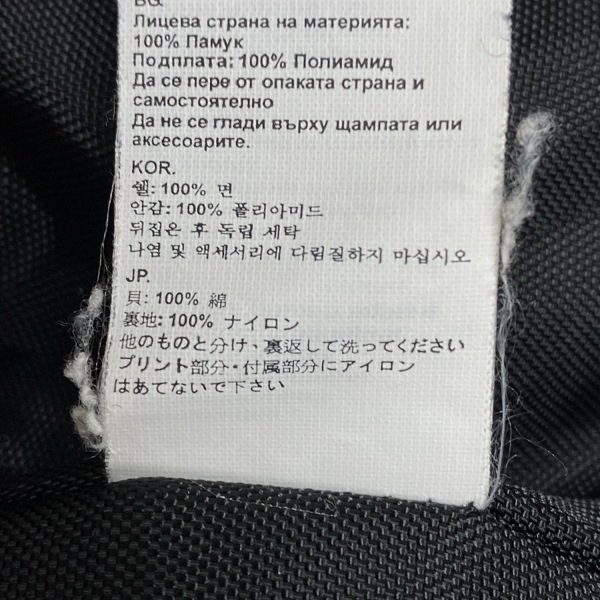 BG
Лицева страна на материята:
100% Памук
Подплата: 100% Полиамид
Да се пере от опаката страна и
самостоятелно
Да не се глади върху щампата или
аксесоарите.
KOR.
쉘: 100% 면
안감: 100% 폴리아미드
뒤집은 후 독립 세탁
나염 및 액세서리에 다림질하지 마십시오
JP.
貝: 100% 綿
裏地: 100% ナイロン
他のものと分け、裏返して洗ってください
プリント部分・付属部分にアイロン
はあてないで下さい